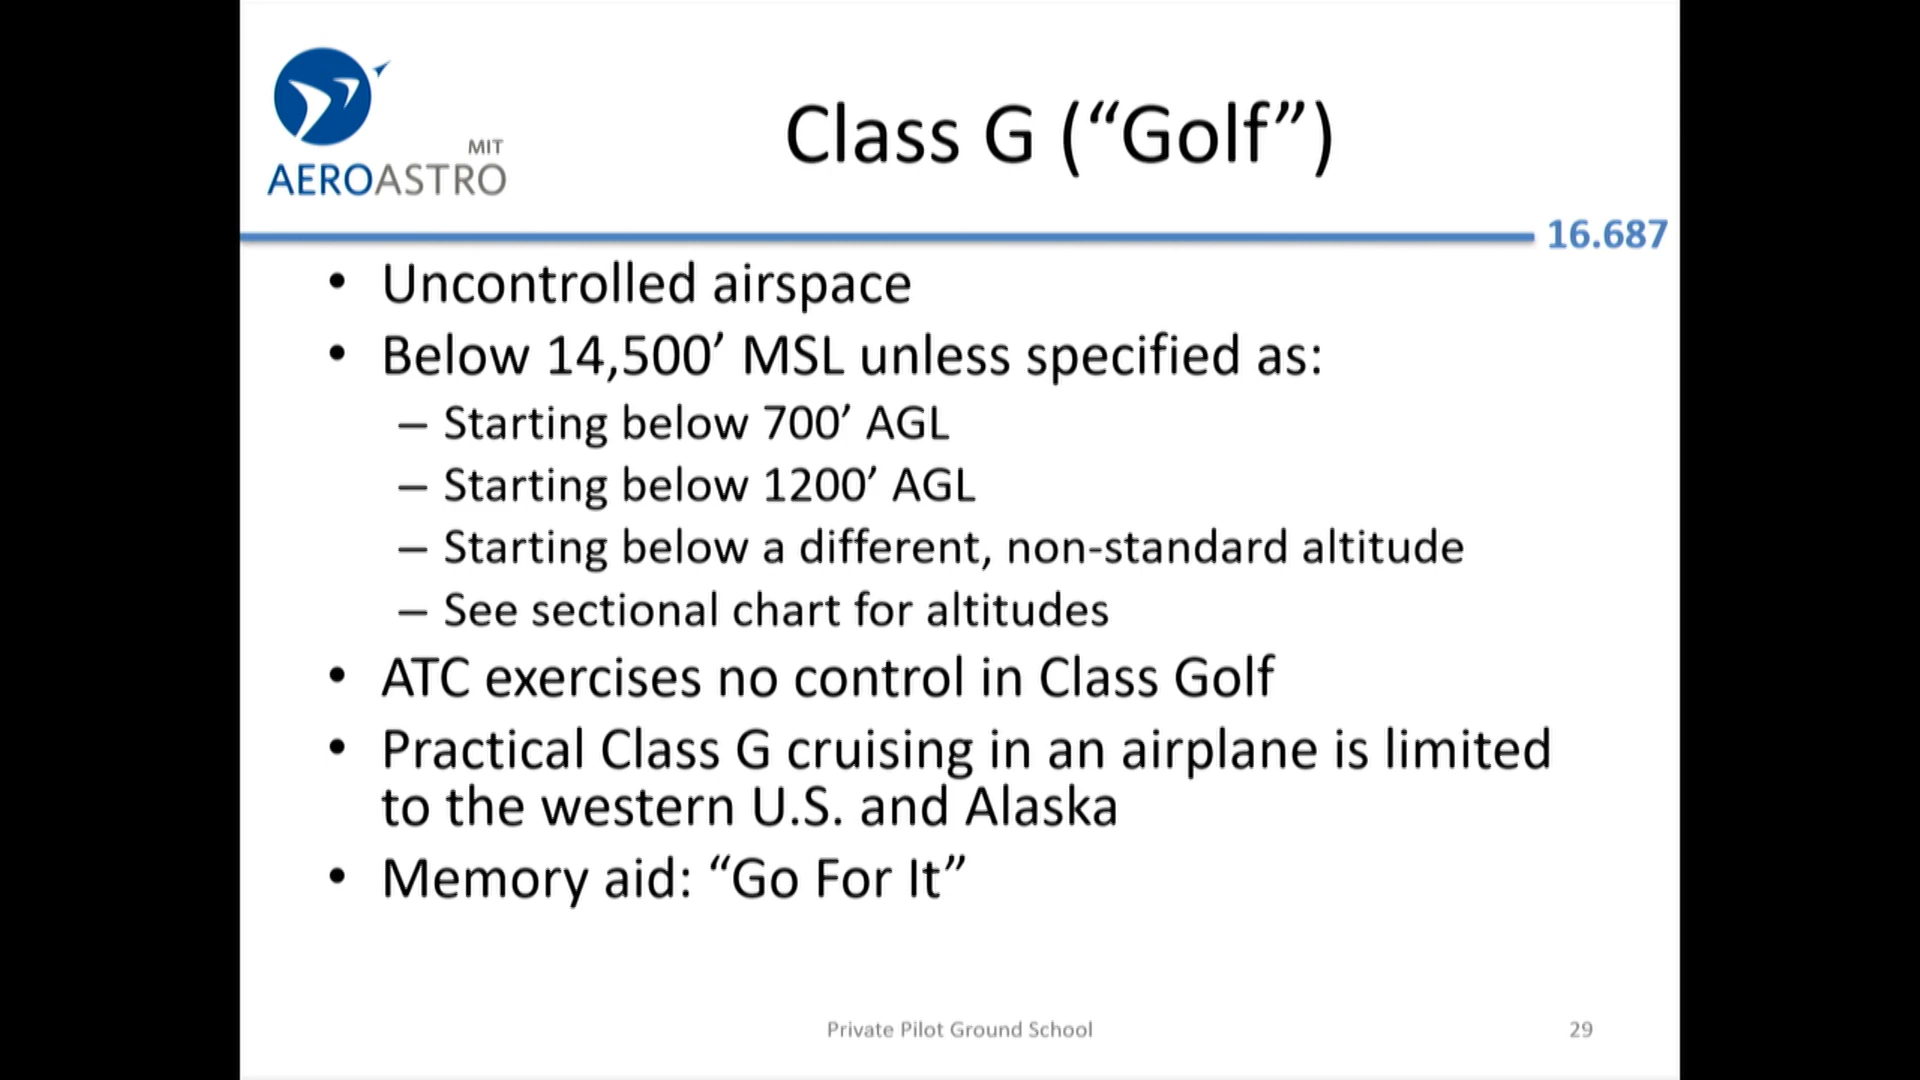 MIT
AEROASTRO
Class G (“Golf”)
16.687
• Uncontrolled airspace
• Below 14,500’ MSL unless specified as:
– Starting below 700’ AGL
– Starting below 1200’ AGL
– Starting below a different, non-standard altitude
– See sectional chart for altitudes
• ATC exercises no control in Class Golf
• Practical Class G cruising in an airplane is limited
to the western U.S. and Alaska
• Memory aid: “Go For It”
Private Pilot Ground School
29